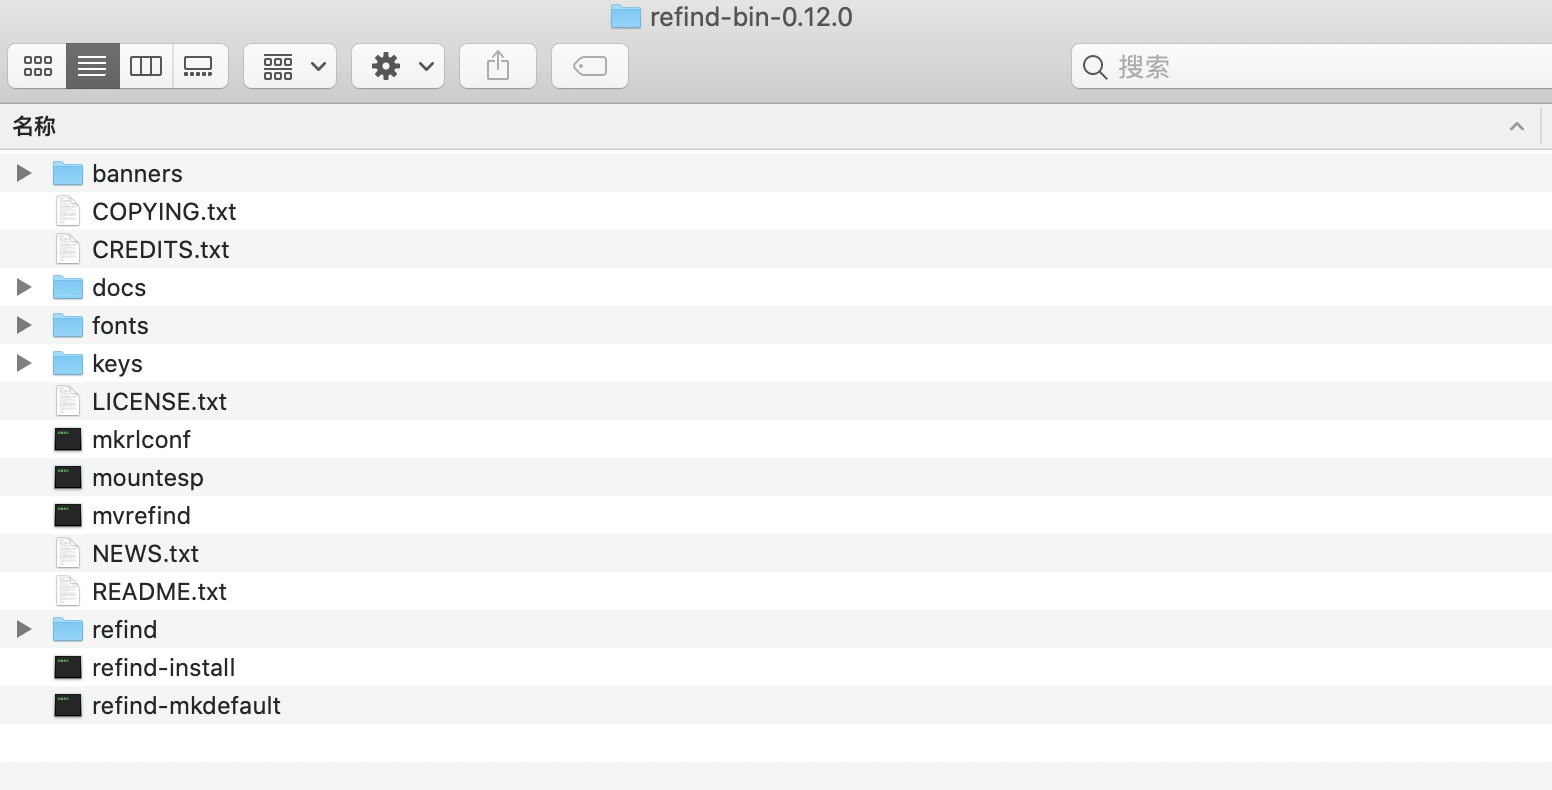 refind-bin-0.12.0
搜索
名称
banners
COPYING.txt
CREDITS.txt
docs
fonts
keys
LICENSE.txt
mkrlconf
mountesp
mvrefind
NEWS.txt
README.txt
refind
refind-install
refind-mkdefault